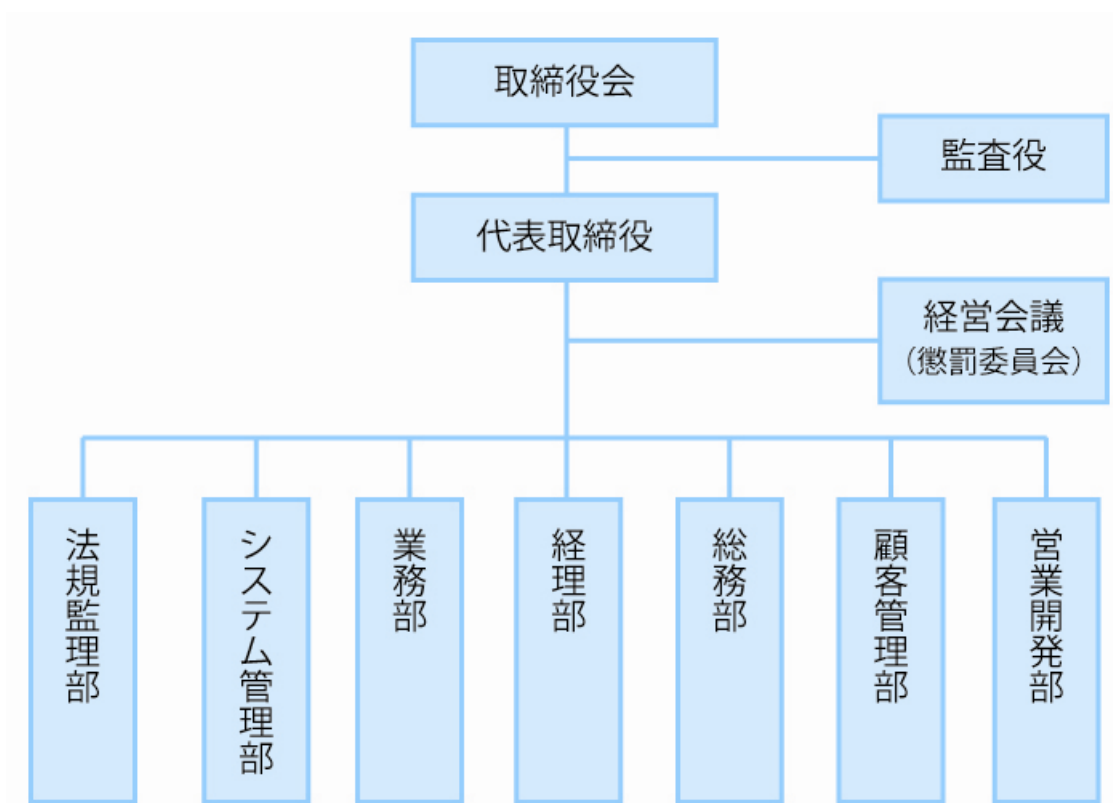 取締役会
監査役
代表取締役
経営会議
（懲罰委員会）
法規監理部
システム管理部
業務部
経理部
総務部
顧客管理部
営業開発部